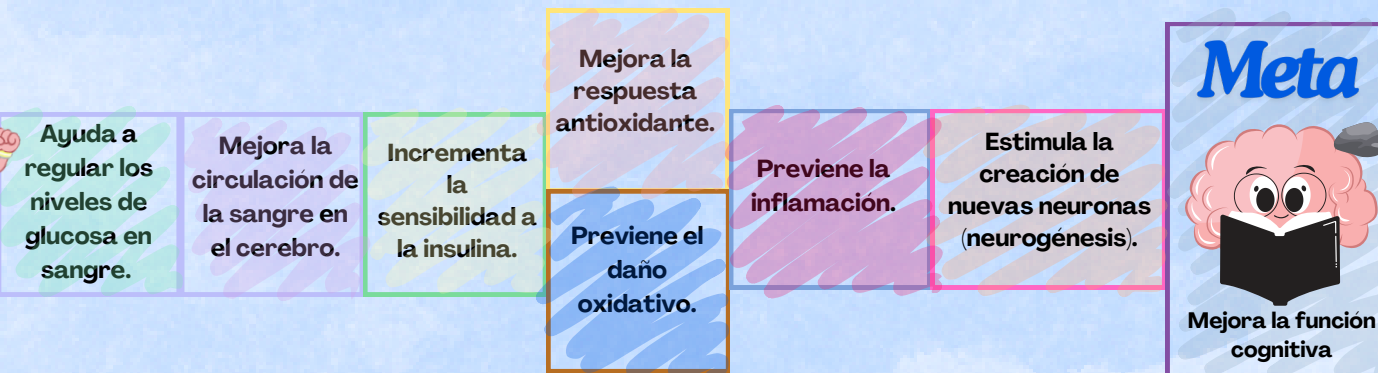 Ayuda a
regular los
niveles de
glucosa en
sangre.
Mejora la
circulación de
la sangre en
el cerebro.
Incrementa
la
sensibilidad a
la insulina.
Mejora la
respuesta
antioxidante.
Previene el
daño
oxidativo.
Previene la
inflamación.
Estimula la
creación de
nuevas neuronas
(neurogénesis).
Meta
Mejora la función
cognitiva